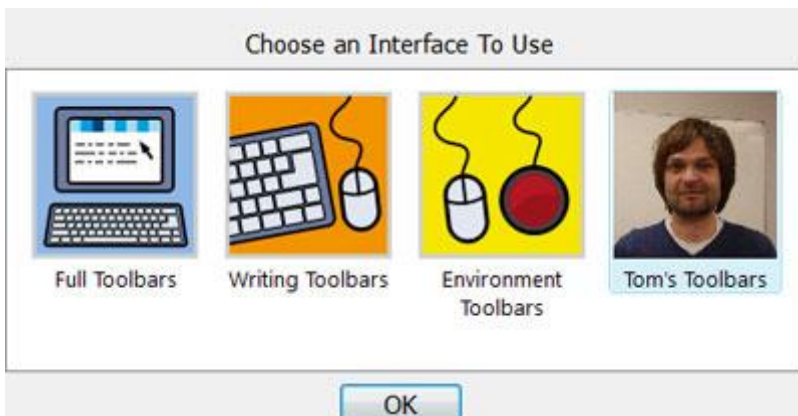 Choose an Interface To Use
Full Toolbars
Writing Toolbars
Environment
Toolbars
Tom's Toolbars
OK